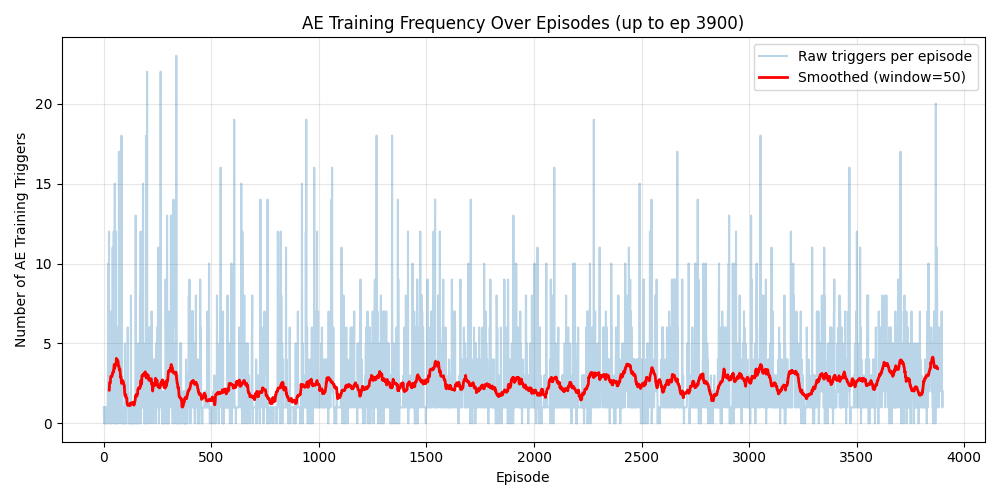 AE Training Frequency Over Episodes (up to ep 3900)
Raw triggers per episode
Smoothed (window=50)
Number of AE Training Triggers
20
15
10
5
0
0 500 1000 1500 2000 2500 3000 3500 4000
Episode